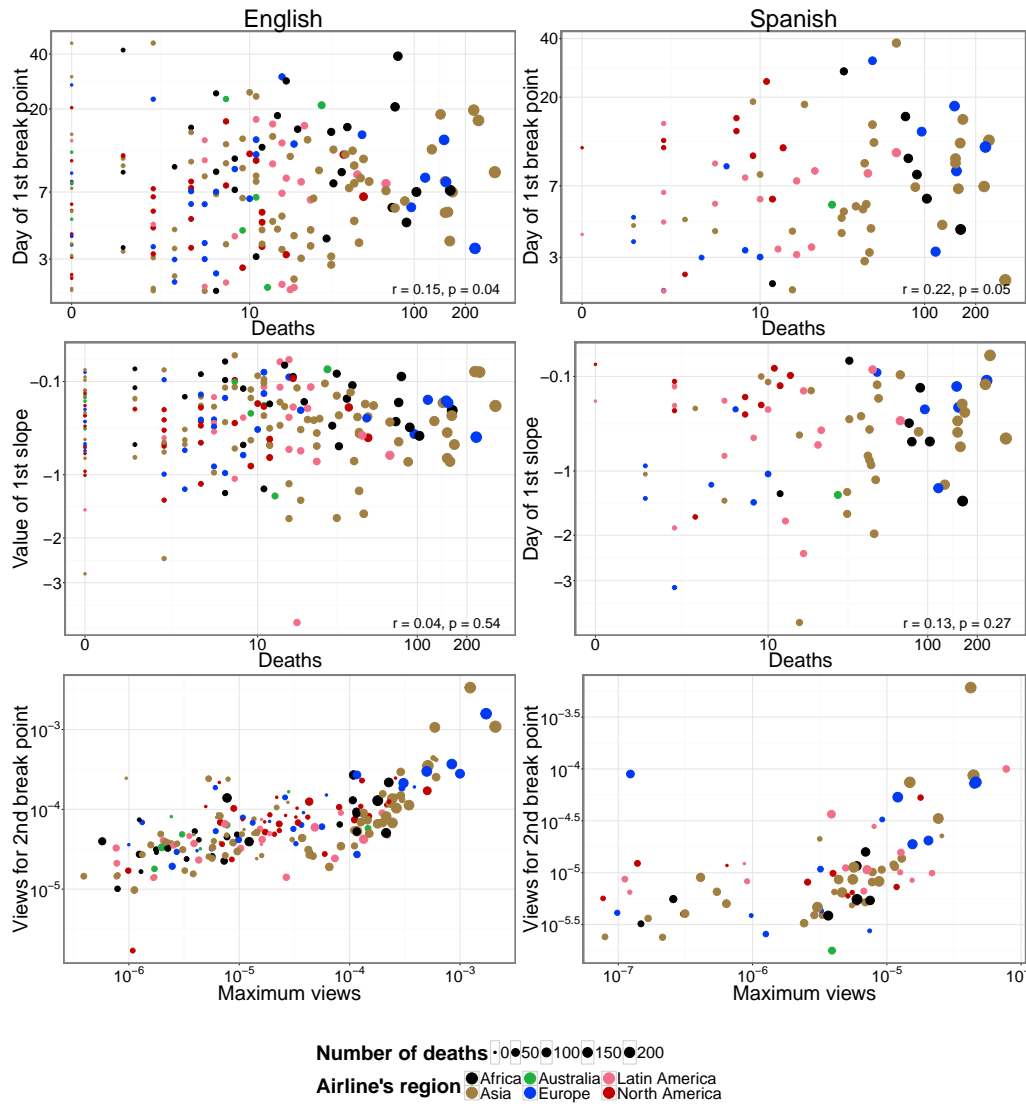 English
Spanish
Day of 1st break point
40
20
7
3
0
10
100
200
r = 0.15, p = 0.04
Deaths
Day of 1st break point
40
20
7
3
0
10
100
200
r = 0.22, p = 0.05
Deaths
Value of 1st slope
−0.1
−1
−2
−3
0
10
100
200
r = 0.04, p = 0.54
Deaths
Day of 1st slope
−0.1
−1
−2
−3
0
10
100
200
r = 0.13, p = 0.27
Deaths
Views for 2nd break point
10−3
10−4
10−5
10−6
10−5
10−4
10−3
Maximum views
Views for 2nd break point
10−3.5
10−4
10−4.5
10−5
10−5.5
10−7
10−6
10−5
10−4
Maximum views
Number of deaths 0 50 100 150 200
Airline's region Africa Australia Latin America
Asia Europe North America